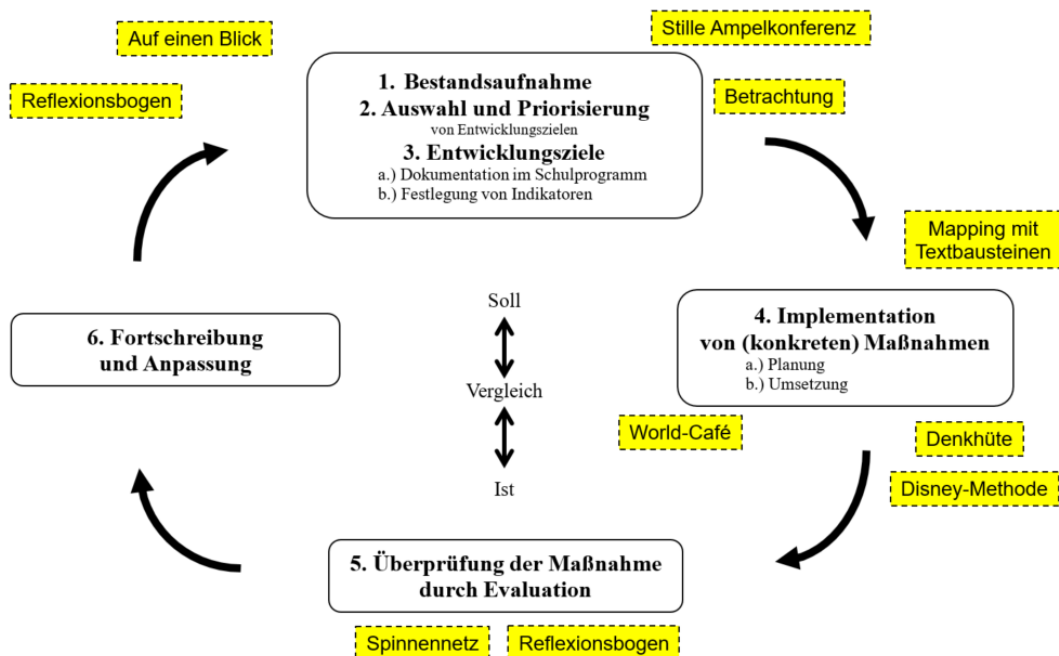 Auf einen Blick
Stille Ampelkonferenz
Reflexionsbogen
Betrachtung
1. Bestandsaufnahme
2. Auswahl und Priorisierung
von Entwicklungszielen
3. Entwicklungsziele
a.) Dokumentation im Schulprogramm
b.) Festlegung von Indikatoren
Mapping mit
Textbausteinen
Soll
Vergleich
Ist
4. Implementation
von (konkreten) Maßnahmen
a.) Planung
b.) Umsetzung
World-Café
Denkhüte
Disney-Methode
5. Überprüfung der Maßnahme
durch Evaluation
Spinnennetz
Reflexionsbogen
6. Fortschreibung
und Anpassung